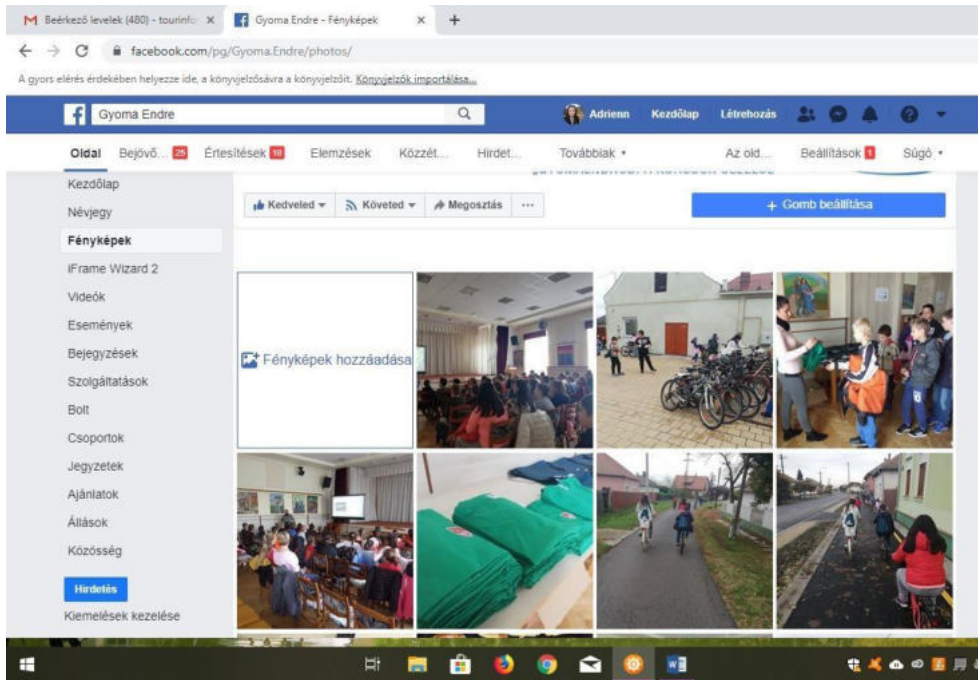 Beérkező levelek (480) - tourinfo
Gyoma Endre - Fényképek
facebook.com/pg/Gyoma.Endre/photos/
A gyors elérés érdekében helyezze ide, a könyvjelzősávra a könyvjelzőit. Könyvjelzők importálása...
Gyoma Endre
Adrienn
Kezdőlap
Létrehozás
Oldal
Bejövő... 25
Értesítések 18
Elemzések
Közzét...
Hirdet...
Továbbiak
Az old...
Beállítások 1
Súgó
Kezdőlap
Névjegy
Fényképek
iFrame Wizard 2
Videók
Események
Bejegyzések
Szolgáltatások
Bolt
Csoportok
Jegyzetek
Ajánlatok
Állások
Közösség
Hirdetés
Kiemelések kezelése
Kedveled
Követed
Megosztás
+ Gomb beállítása
Fényképek hozzáadása